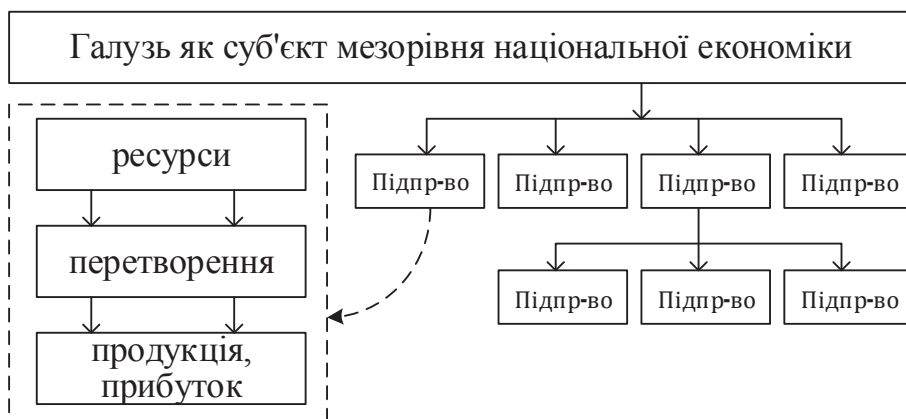 Галузь як суб'єкт мезорівня національної економіки
ресурси
перетворення
продукція,
прибуток
Підпр-во
Підпр-во
Підпр-во
Підпр-во
Підпр-во
Підпр-во
Підпр-во